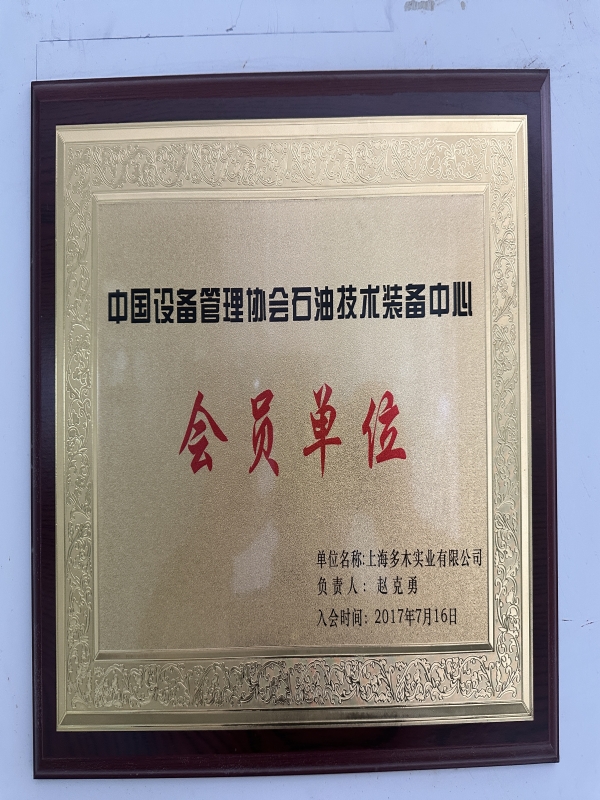 中国设备管理协会石油技术装备中心
会员单位
单位名称:上海多木实业有限公司
负责人: 赵克勇
入会时间: 2017年7月16日